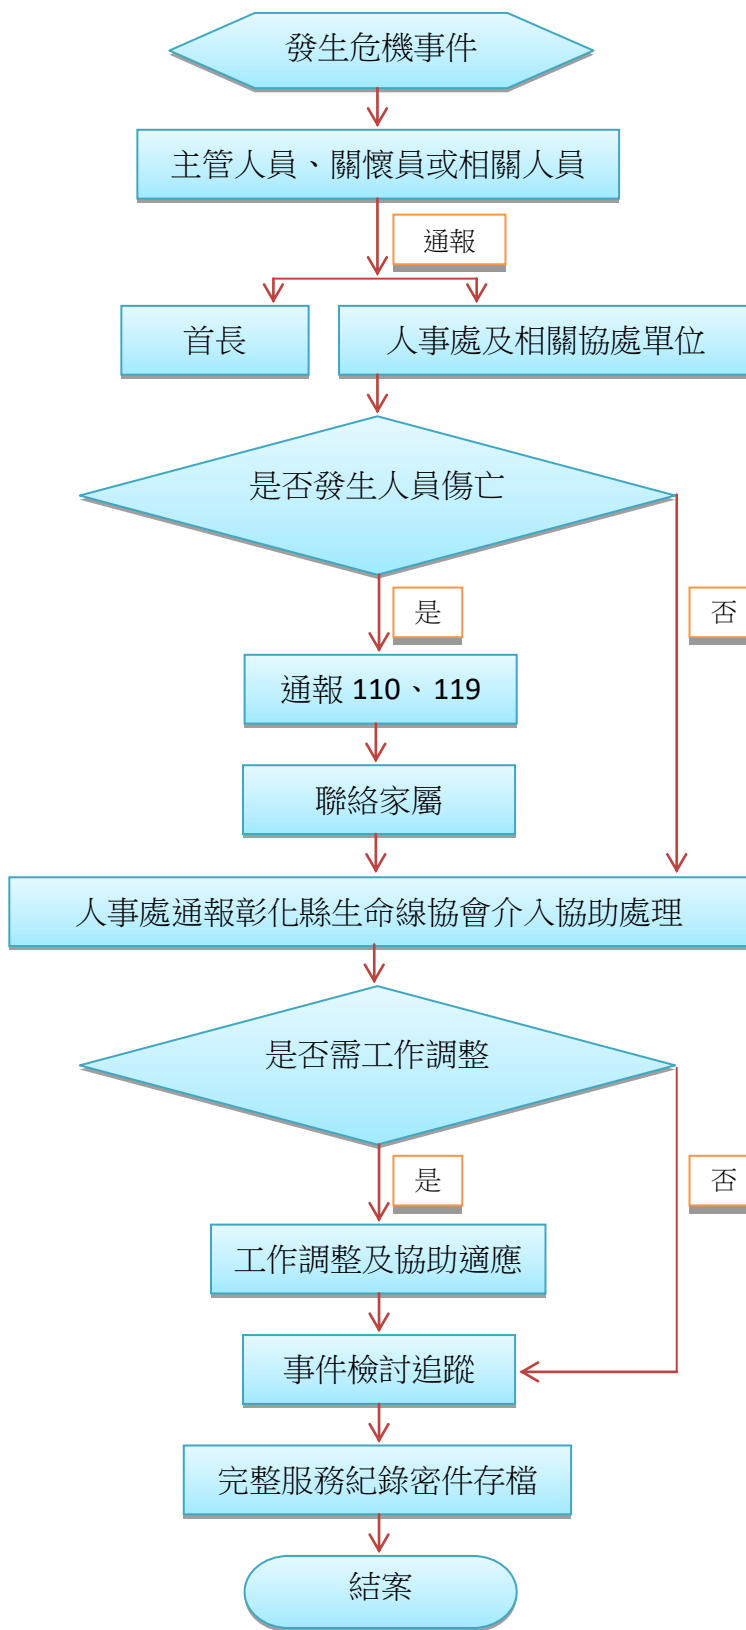 發生危機事件
主管人員、關懷員或相關人員
通報
首長
人事處及相關協處單位
是否發生人員傷亡
是
否
通報 110、119
聯絡家屬
人事處通報彰化縣生命線協會介入協助處理
是否需工作調整
是
否
工作調整及協助適應
事件檢討追蹤
完整服務紀錄密件存檔
結案